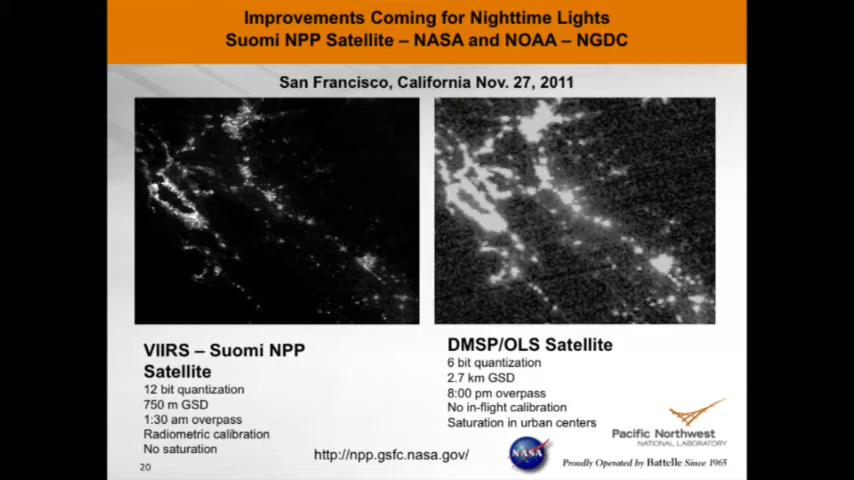 Improvements Coming for Nighttime Lights
Suomi NPP Satellite – NASA and NOAA – NGDC
San Francisco, California Nov. 27, 2011
VIIRS – Suomi NPP
Satellite
12 bit quantization
750 m GSD
1:30 am overpass
Radiometric calibration
No saturation
DMSP/OLS Satellite
6 bit quantization
2.7 km GSD
8:00 pm overpass
No in-flight calibration
Saturation in urban centers
http://npp.gsfc.nasa.gov/
NASA
Pacific Northwest
NATIONAL LABORATORY
Proudly Operated by Battelle Since 1965
20